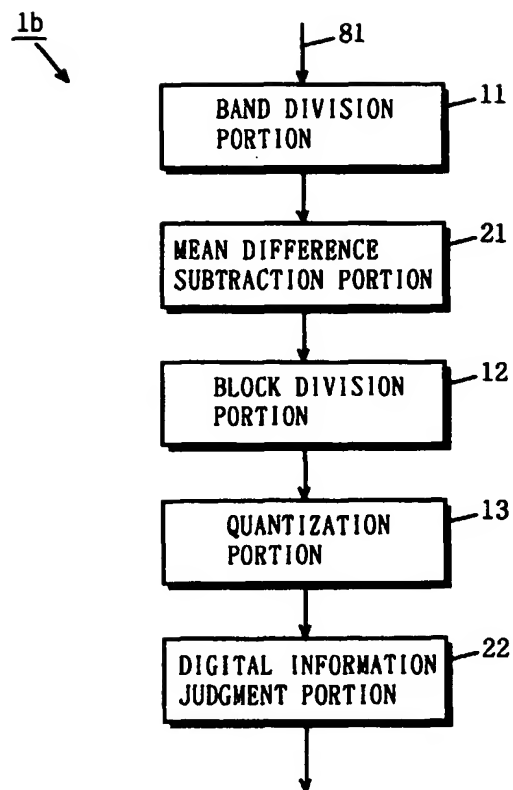 1b
81
BAND DIVISION
PORTION
11
MEAN DIFFERENCE
SUBTRACTION PORTION
21
BLOCK DIVISION
PORTION
12
QUANTIZATION
PORTION
13
DIGITAL INFORMATION
JUDGMENT PORTION
22